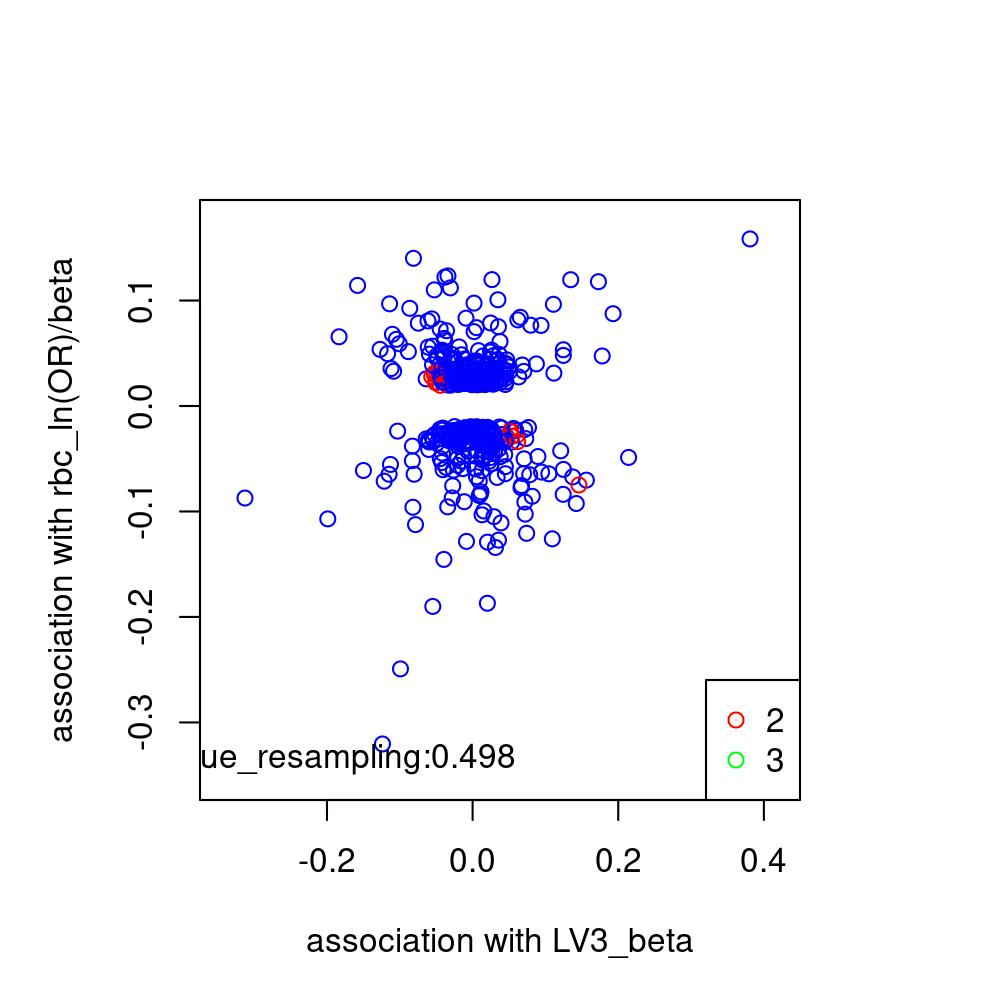 association with rbc_ln(OR)/beta
0.1
0.0
-0.1
-0.2
-0.3
ue_resampling:0.498
2
3
-0.2 0.0 0.2 0.4
association with LV3_beta